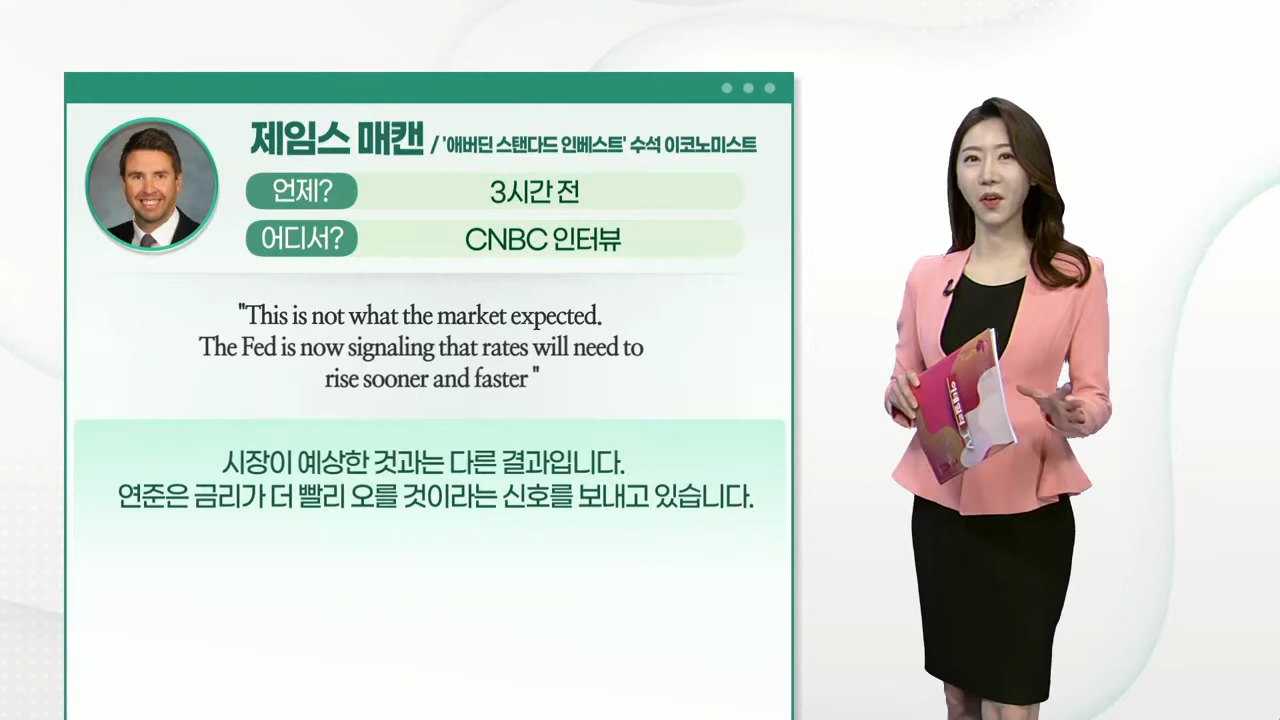 제임스 매캔 / '애버딘 스탠다드 인베스트' 수석 이코노미스트
언제? 3시간 전
어디서? CNBC 인터뷰
"This is not what the market expected.
The Fed is now signaling that rates will need to
rise sooner and faster "
시장이 예상한 것과는 다른 결과입니다.
연준은 금리가 더 빨리 오를 것이라는 신호를 보내고 있습니다.
이데일리 TV